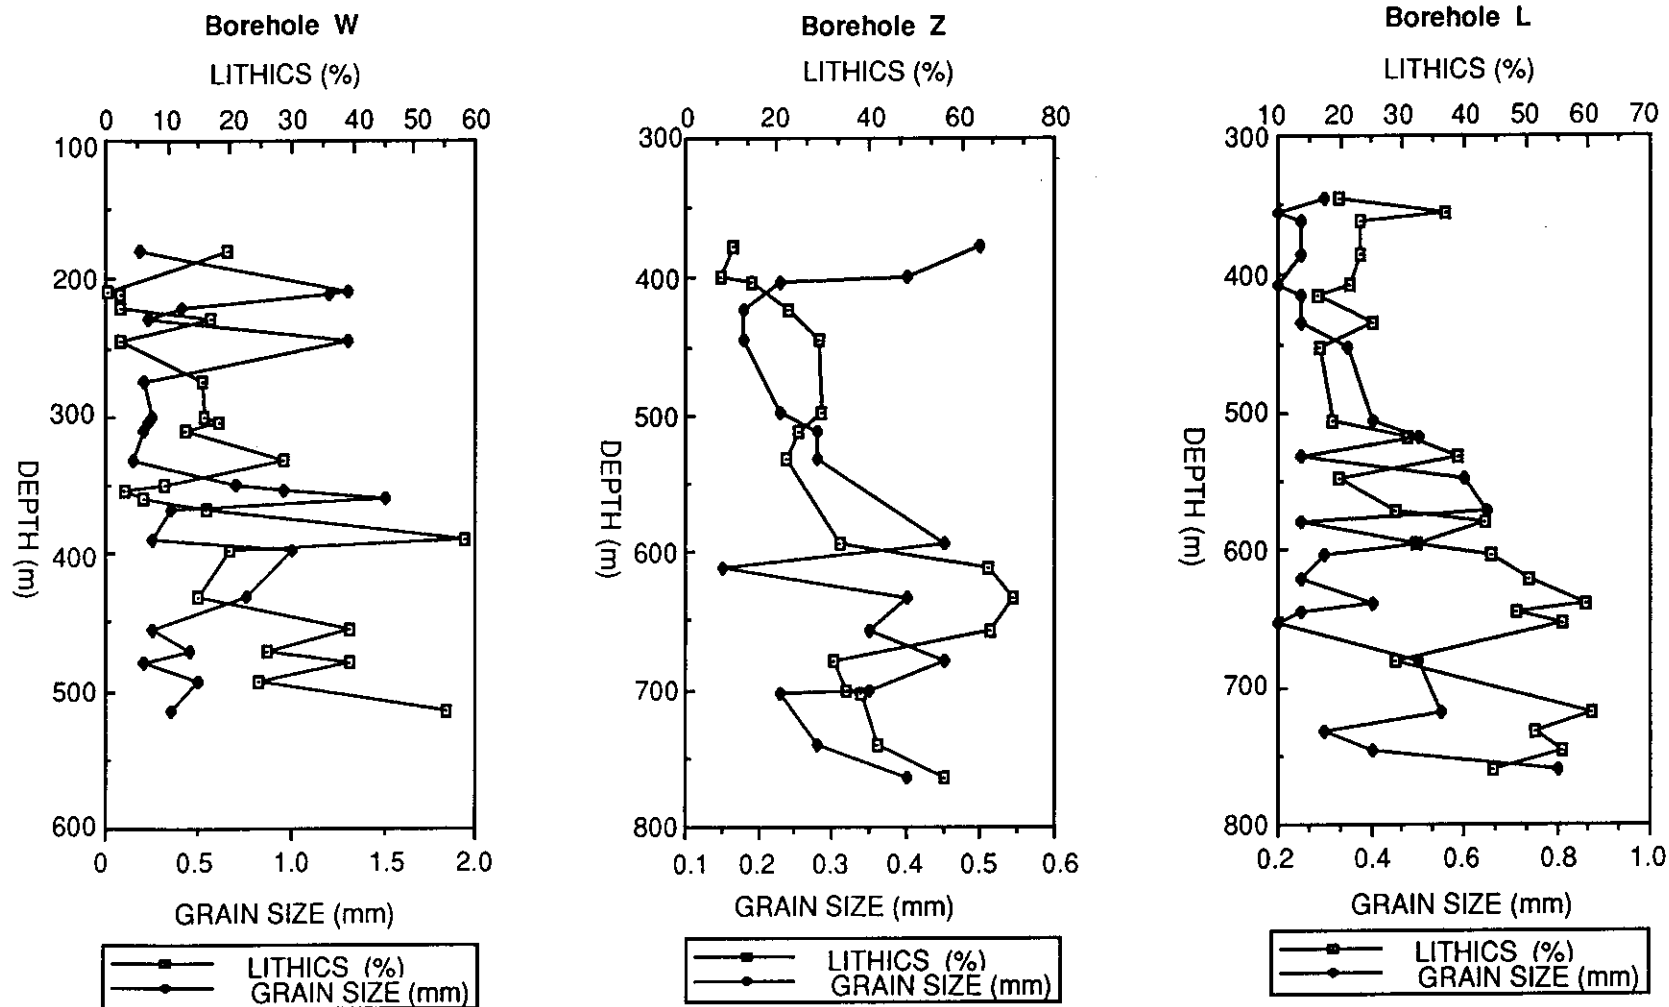 Borehole W
LITHICS (%)
0 10 20 30 40 50 60
100
200
300
400
500
600
DEPTH (m)
0 0.5 1.0 1.5 2.0
GRAIN SIZE (mm)
LITHICS (%)
GRAIN SIZE (mm)
Borehole Z
LITHICS (%)
0 20 40 60 80
300
400
500
600
700
800
DEPTH (m)
0.1 0.2 0.3 0.4 0.5 0.6
GRAIN SIZE (mm)
LITHICS (%)
GRAIN SIZE (mm)
Borehole L
LITHICS (%)
10 20 30 40 50 60 70
300
400
500
600
700
800
DEPTH (m)
0.2 0.4 0.6 0.8 1.0
GRAIN SIZE (mm)
LITHICS (%)
GRAIN SIZE (mm)